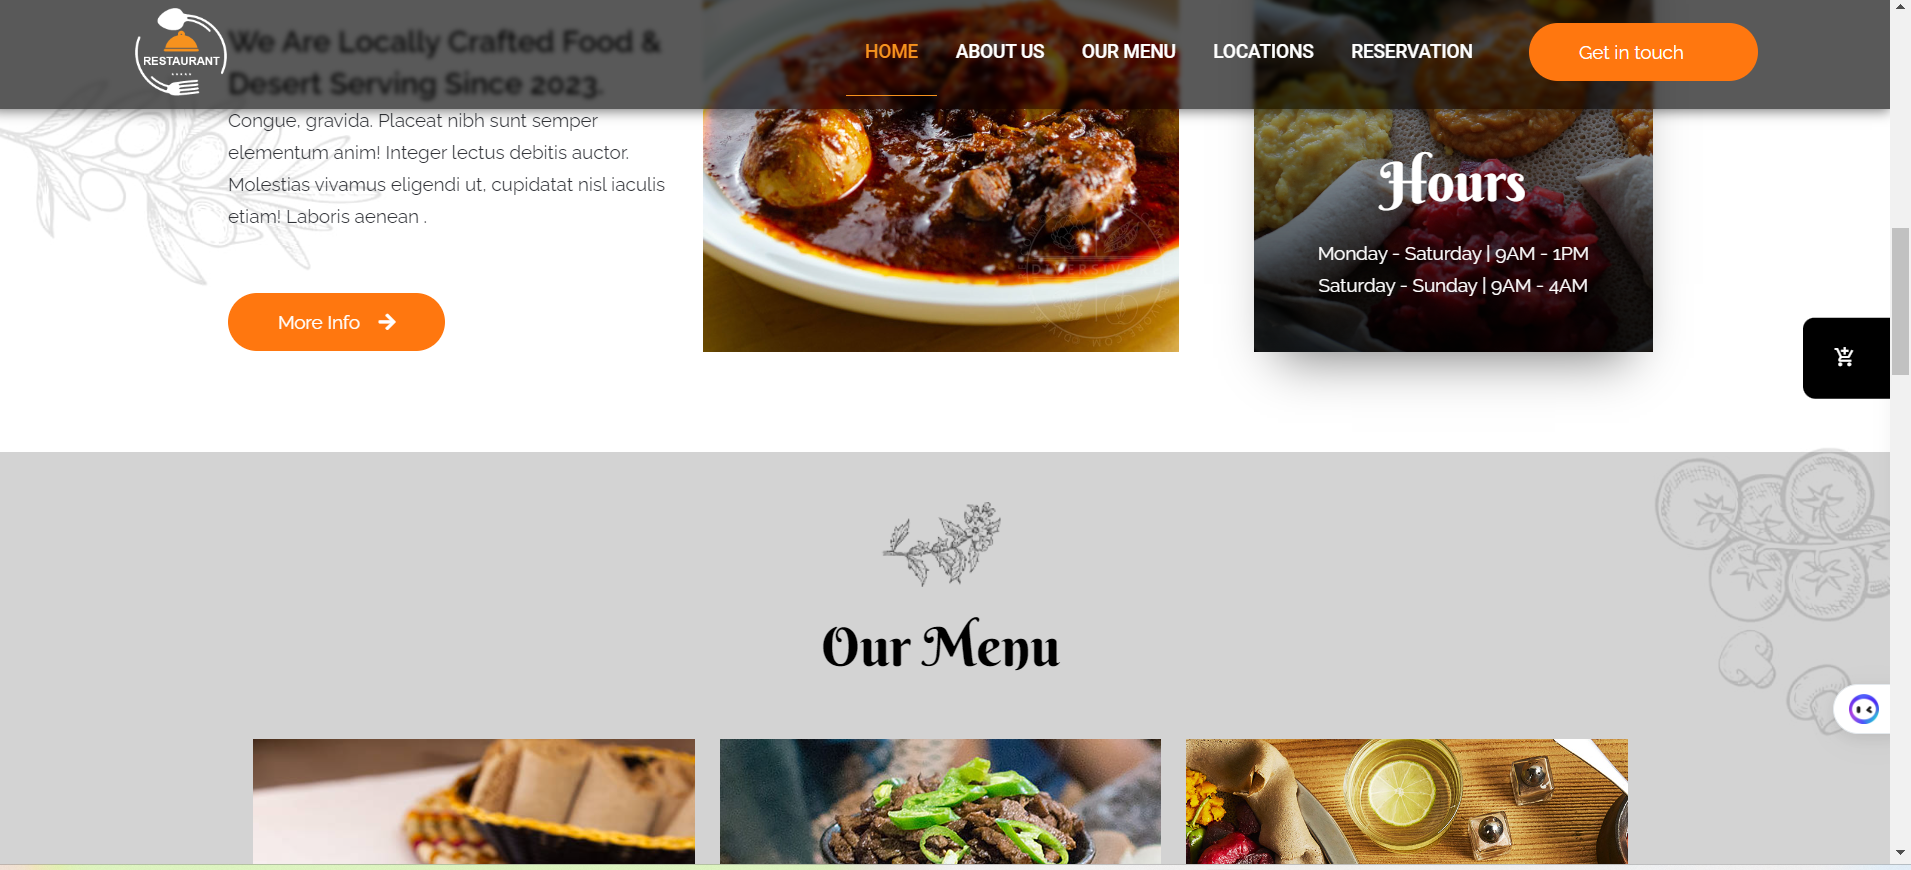 RESTAURANT
HOME
ABOUT US
OUR MENU
LOCATIONS
RESERVATION
Get in touch
We Are Locally Crafted Food &
Desert Serving Since 2023.
Congue, gravida. Placeat nibh sunt semper
elementum anim! Integer lectus debitis auctor.
Molestias vivamus eligendi ut, cupidatat nisl iaculis
etiam! Laboris aenean .
More Info
Hours
Monday - Saturday | 9AM - 1PM
Saturday - Sunday | 9AM - 4AM
Our Menu